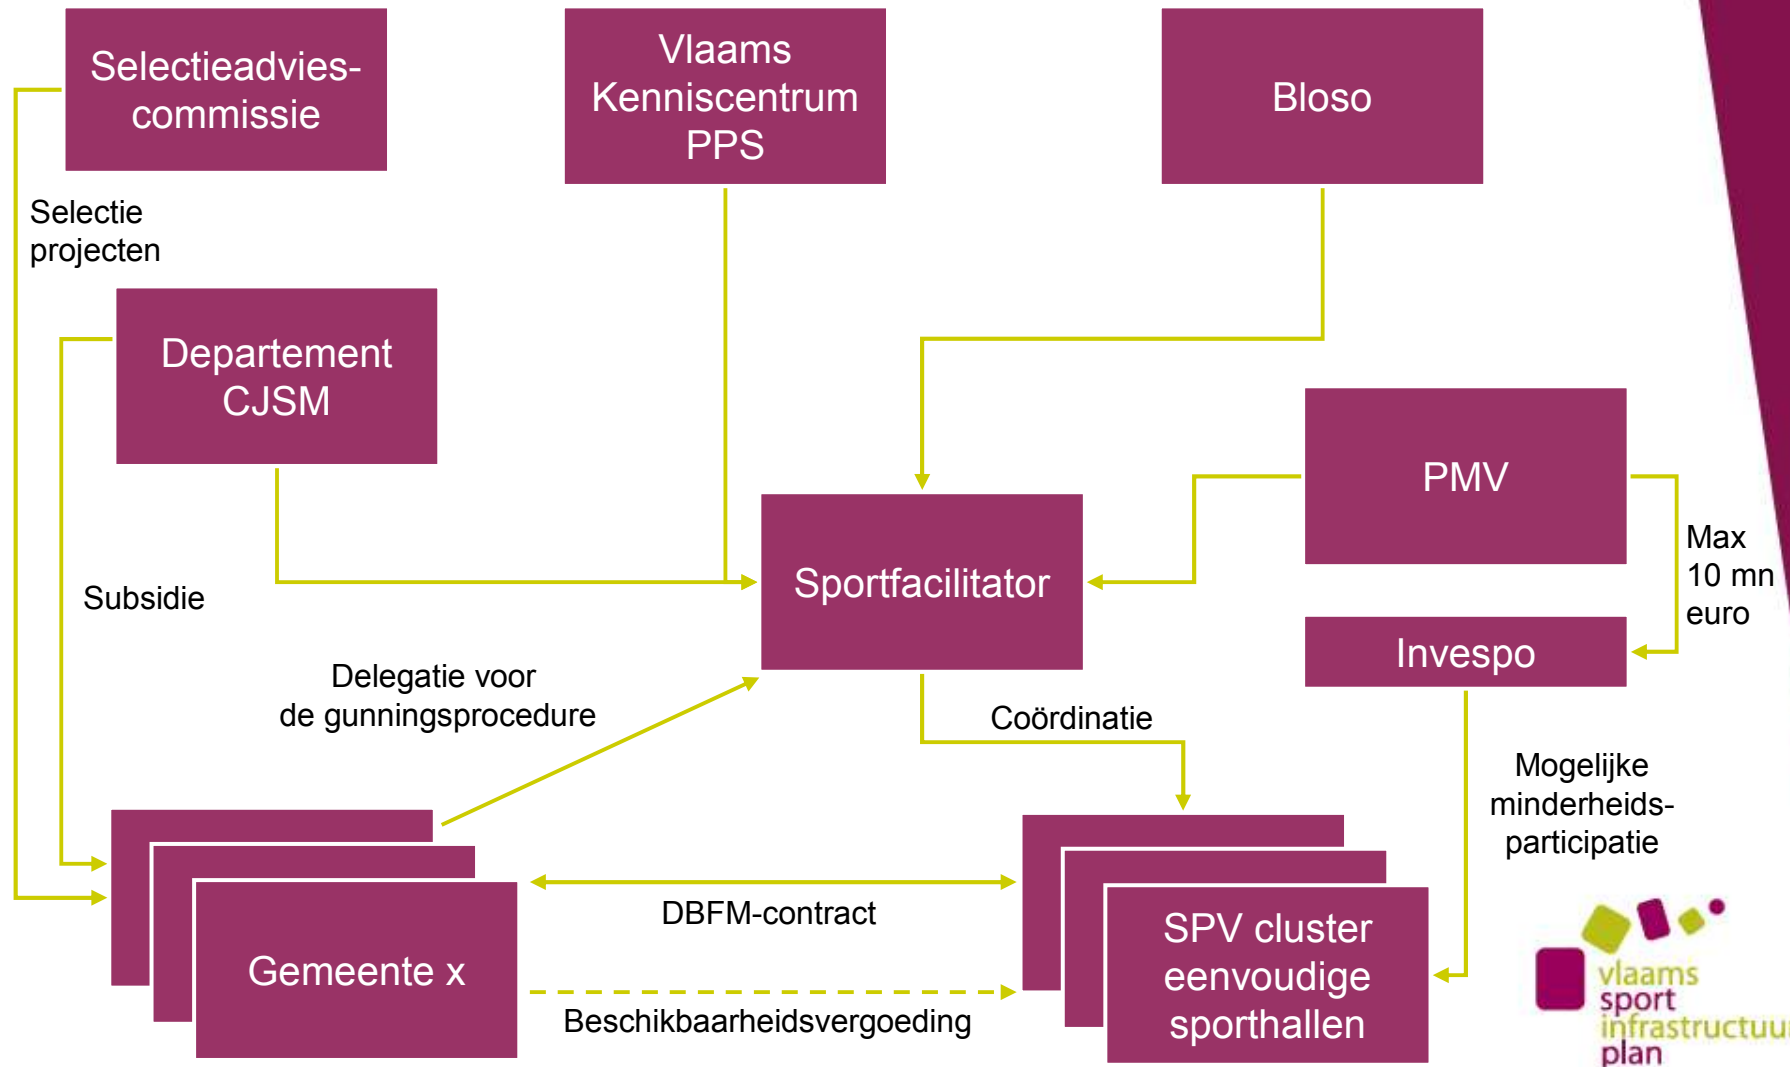 Selectieadvies-
commissie
Vlaams
Kenniscentrum
PPS
Bloso
Selectie
projecten
Departement
CJSM
PMV
Max
10 mn
euro
Sportfacilitator
Subsidie
Invespo
Delegatie voor
de gunningsprocedure
Coördinatie
Mogelijke
minderheids-
participatie
DBFM-contract
Gemeente x
SPV cluster
eenvoudige
sporthallen
Beschikbaarheidsvergoeding
vlaams
sport
infrastructuur
plan